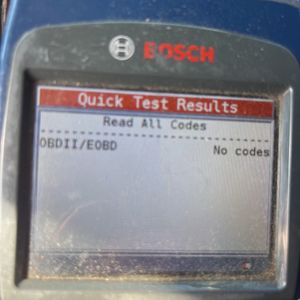 BOSCH
Quick Test Results
Read All Codes
OBDII/EOBD No codes